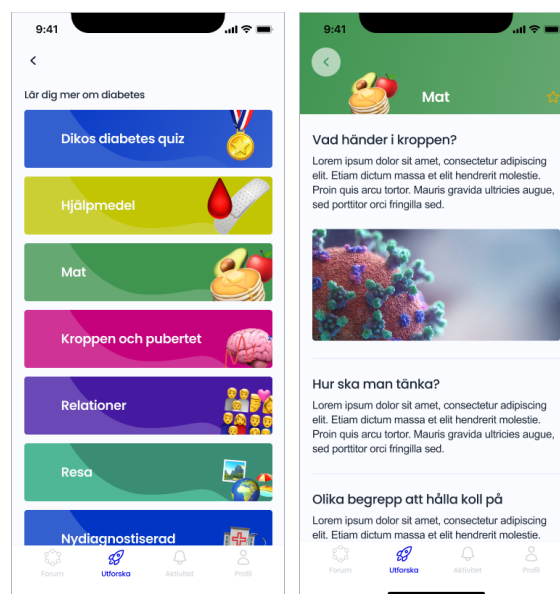 9:41
Lär dig mer om diabetes
Dikos diabetes quiz
Hjälpmedel
Mat
Kroppen och pubertet
Relationer
Resa
Nydiagnostiserad
Forum
Utforska
Aktivitet
Profil
9:41
Mat
Vad händer i kroppen?
Lorem ipsum dolor sit amet, consectetur adipiscing
elit. Etiam dictum massa et elit hendrerit molestie.
Proin quis arcu tortor. Mauris gravida ultricies augue,
sed porttitor orci fringilla sed.
Hur ska man tänka?
Lorem ipsum dolor sit amet, consectetur adipiscing
elit. Etiam dictum massa et elit hendrerit molestie.
Proin quis arcu tortor. Mauris gravida ultricies augue,
sed porttitor orci fringilla sed.
Olika begrepp att hålla koll på
Lorem ipsum dolor sit amet, consectetur adipiscing
elit. Etiam dictum massa et elit hendrerit molestie.
Forum
Utforska
Aktivitet
Profil